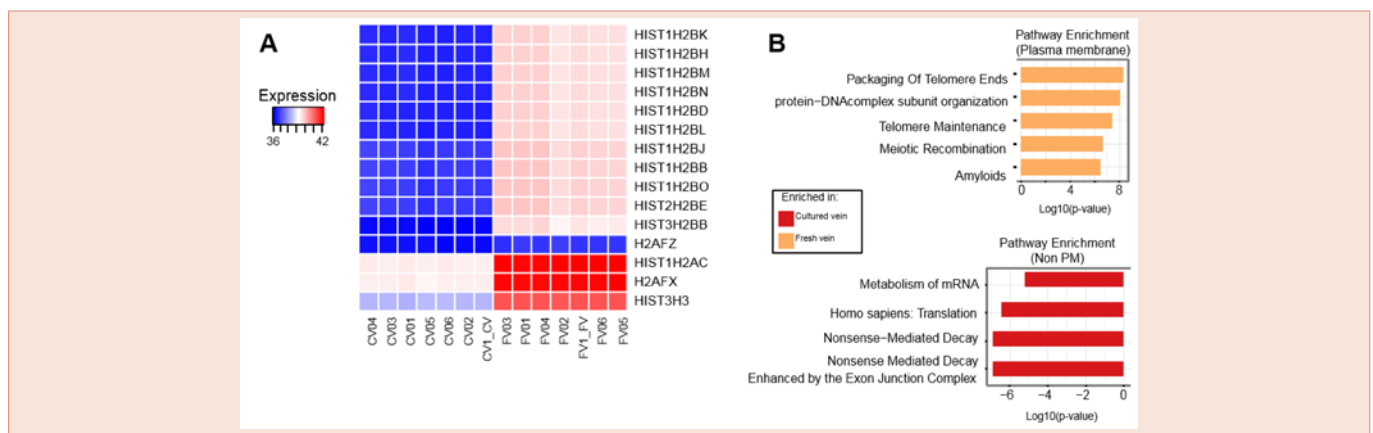 A
Expression
36 42
HIST1H2BK
HIST1H2BH
HIST1H2BM
HIST1H2BN
HIST1H2BD
HIST1H2BL
HIST1H2BJ
HIST1H2BB
HIST1H2BO
HIST2H2BE
HIST3H2BB
H2AFZ
HIST1H2AC
H2AFX
HIST3H3
CV04
CV03
CV01
CV05
CV06
CV02
CV1_CV
FV03
FV01
FV04
FV02
FV1_FV
FV06
FV05
B
Pathway Enrichment
(Plasma membrane)
Packaging Of Telomere Ends
protein-DNAcomplex subunit organization
Telomere Maintenance
Meiotic Recombination
Amyloids
0 4 8
Log10(p-value)
Enriched in:
Cultured vein
Fresh vein
Pathway Enrichment
(Non PM)
Metabolism of mRNA
Homo sapiens: Translation
Nonsense-Mediated Decay
Nonsense Mediated Decay
Enhanced by the Exon Junction Complex
−6 −4 −2 0
Log10(p-value)